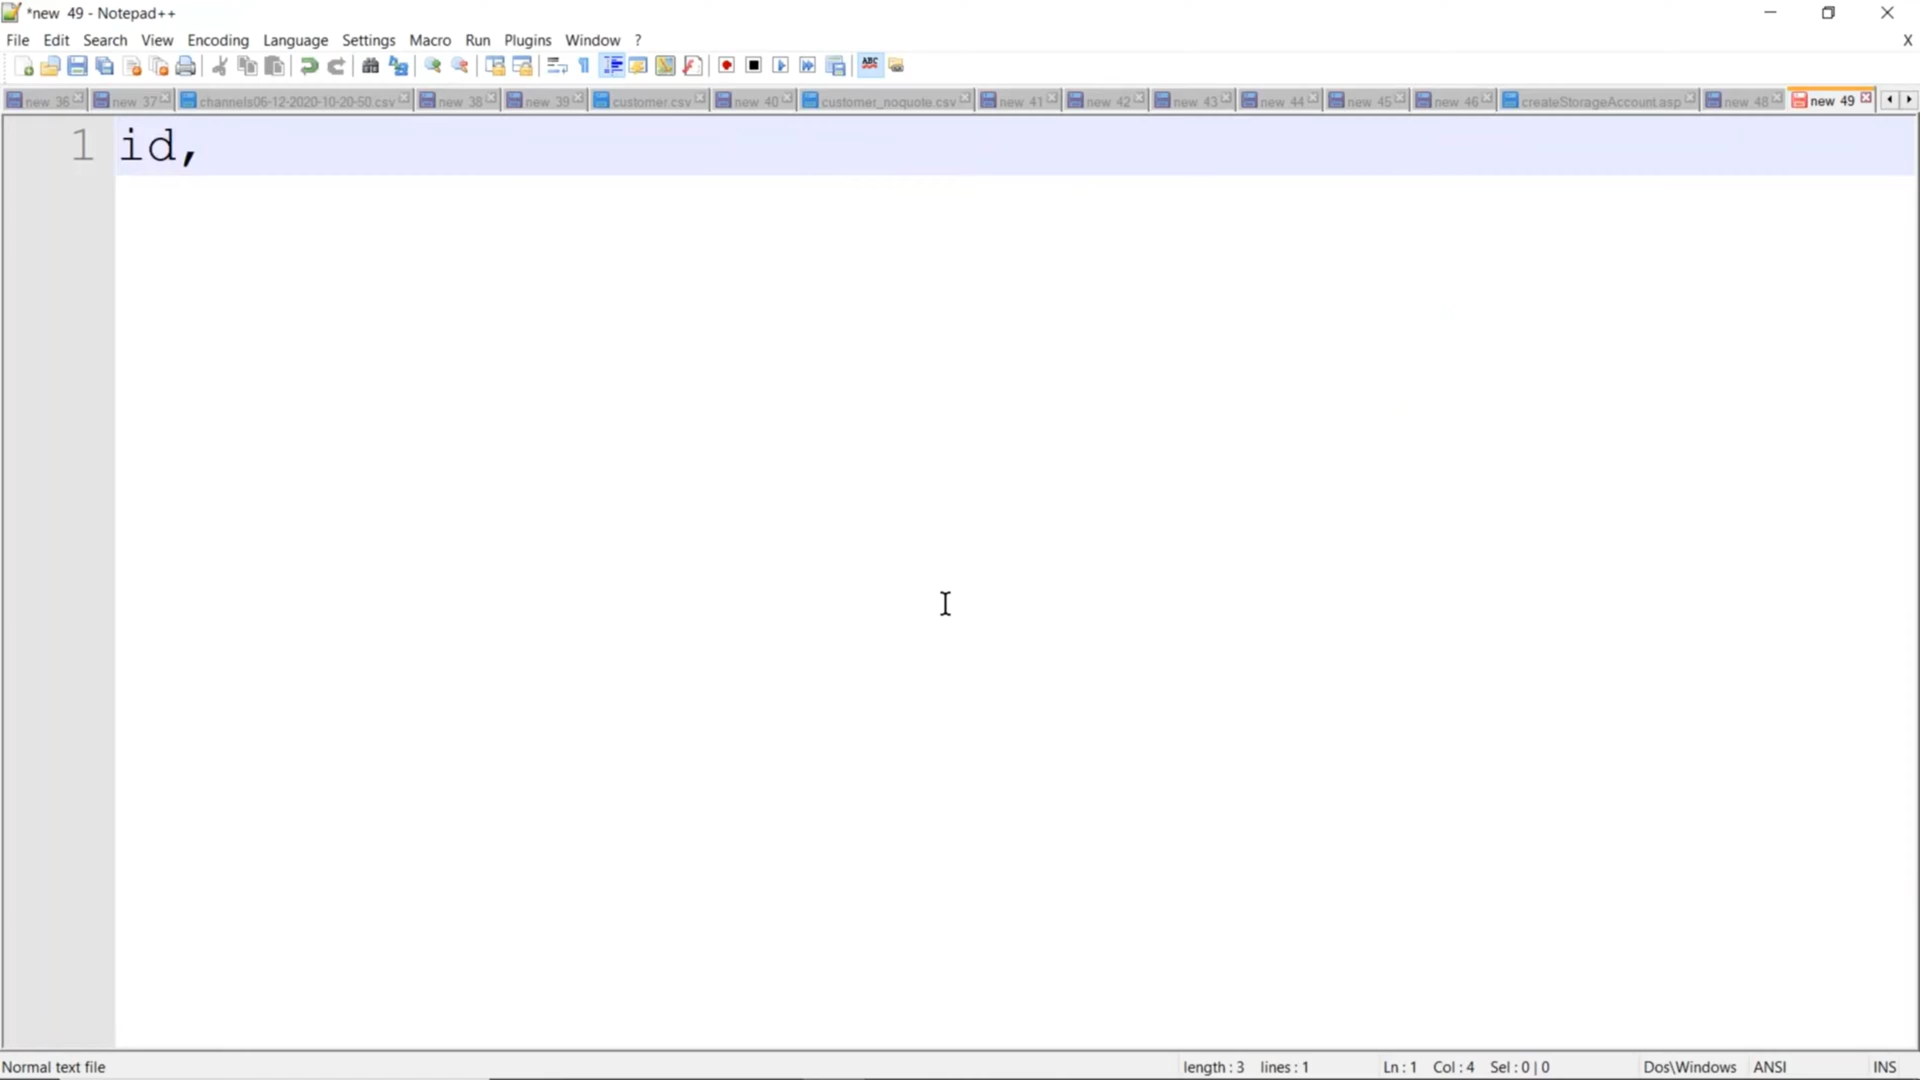 *new 49 - Notepad++
File Edit Search View Encoding Language Settings Macro Run Plugins Window ? X
new 36 new 37 channels06-12-2020-10-20-50.csv new 38 new 39 customer.csv new 40 customer_noquote.csv new 41 new 42 new 43 new 44 new 45 new 46 createStorageAccount.asp new 48 new 49
1 id,
Normal text file length : 3 lines : 1 Ln : 1 Col : 4 Sel : 0 | 0 Dos\Windows ANSI INS